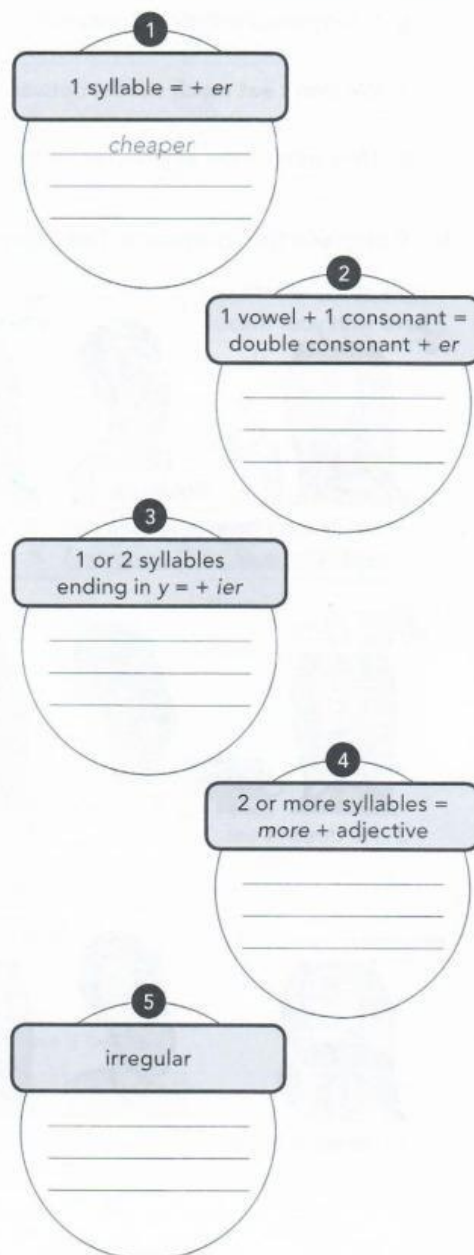 1
1 syllable = + er
cheaper
2
1 vowel + 1 consonant =
double consonant + er
3
1 or 2 syllables
ending in y = + ier
4
2 or more syllables =
more + adjective
5
irregular